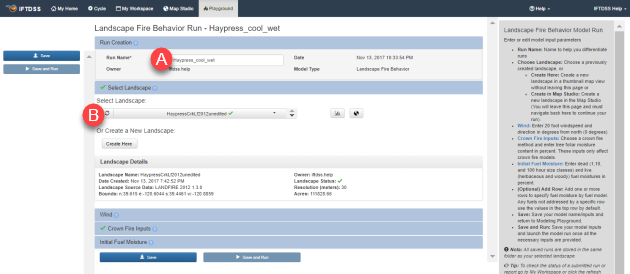 IFTDSS
My Home
Cycle
My Workspace
Map Studio
Playground
Help
IFTDSS Help
Landscape Fire Behavior Run - Haypress_cool_wet
Save
Save and Run
Run Creation
Run Name*
Haypress_cool_wet
Date
Nov 13, 2017 18:33:54 PM
Owner
iftdss.help
Model Type
Landscape Fire Behavior
A
Select Landscape
Select Landscape:
B
HaypressCrkLf2012unedited
Or Create a New Landscape:
Create Here
Landscape Details
Landscape Name: HaypressCrkLf2012unedited
Owner: iftdss.help
Date Created: Nov 13, 2017 7:42:52 PM
Landscape Status:
Landscape Source Data: LANDFIRE 2012 1.3.0
Resolution (meters): 30
Acres: 111828.68
Wind
Crown Fire Inputs
Initial Fuel Moisture
Save
Save and Run
Landscape Fire Behavior Model Run
Enter or edit model input parameters
Run Name: Name to help you differentiate
runs
Choose Landscape: Choose a previously
created landscape, or
Create Here: Create a new
landscape in a thumbnail map view
without leaving this page or
Create in Map Studio: Create a
new landscape in the Map Studio
(You will leave this page and must
navigate back here to continue your
run)
Wind: Enter 20 foot windspeed and
direction in degrees from north (0 degrees);
Crown Fire Inputs: Choose a crown fire
method and enter tree foliar moisture
content in percent. These inputs only affect
crown fire models.
Initial Fuel Moisture: Enter dead (1,10,
and 100 hour size classes) and live
(herbaceous and woody) fuel moistures in
percent.
(Optional) Add Row: Add one or more
rows to specify fuel moisture by fuel model.
Any fuels not addressed by a specific row
use the values in the top row by default.
Save: Save your model name/inputs and
return to Modeling Playground.
Save and Run: Save your model inputs
and launch the model run once all the
necessary inputs are provided.
Note: All saved runs are stored in the same
folder as your selected landscape.
Tip: To check the status of a submitted run or
report go to My Workspace or click the refresh